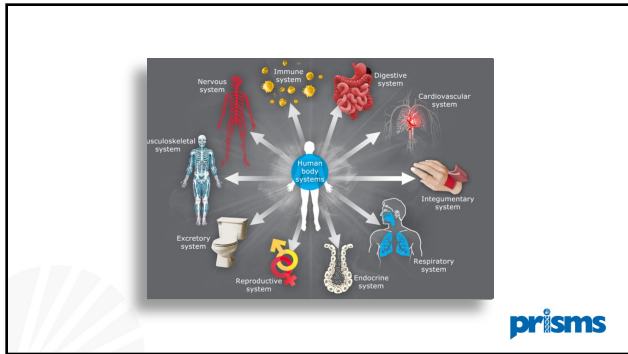 Immune
system
Digestive
system
Nervous
system
Cardiovascular
system
usculoskeletal
system
Human
body
systems
Integumentary
system
Excretory
system
Respiratory
system
Reproductive
system
Endocrine
system
prisms